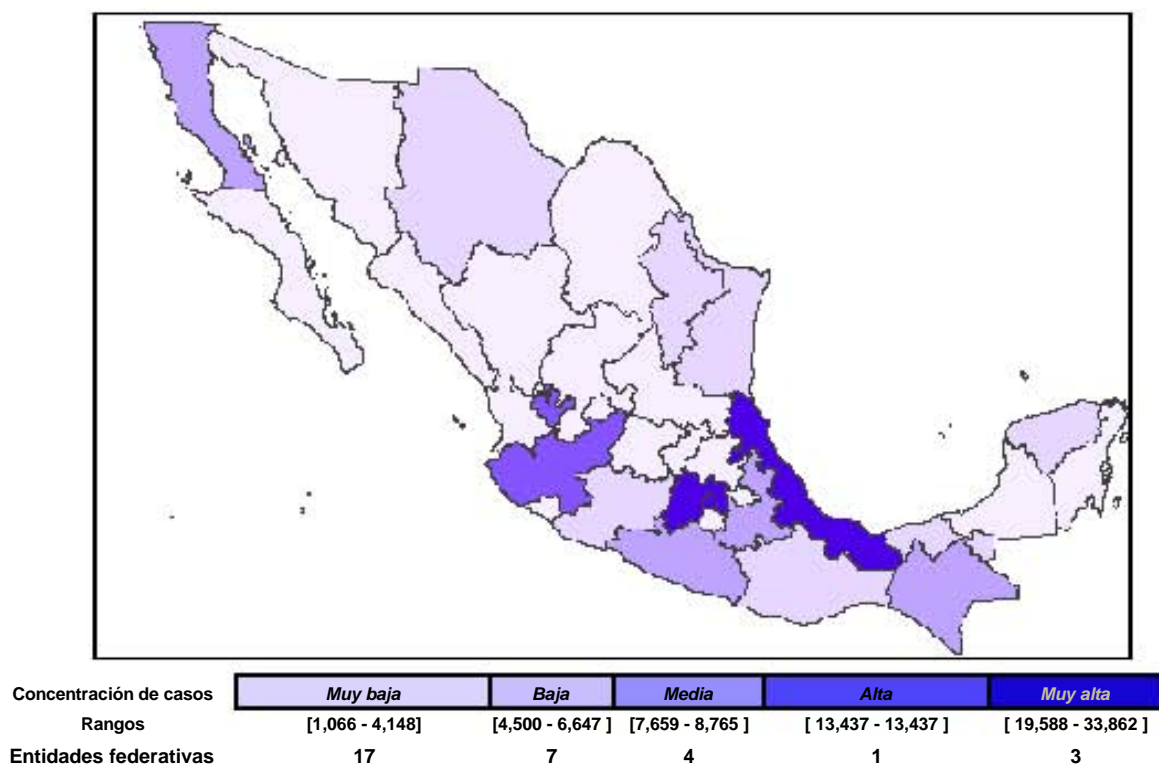 Concentración de casos Muy baja Baja Media Alta Muy alta
Rangos [1,066 - 4,148] [4,500 - 6,647 ] [7,659 - 8,765 ] [ 13,437 - 13,437 ] [ 19,588 - 33,862 ]
Entidades federativas 17 7 4 1 3